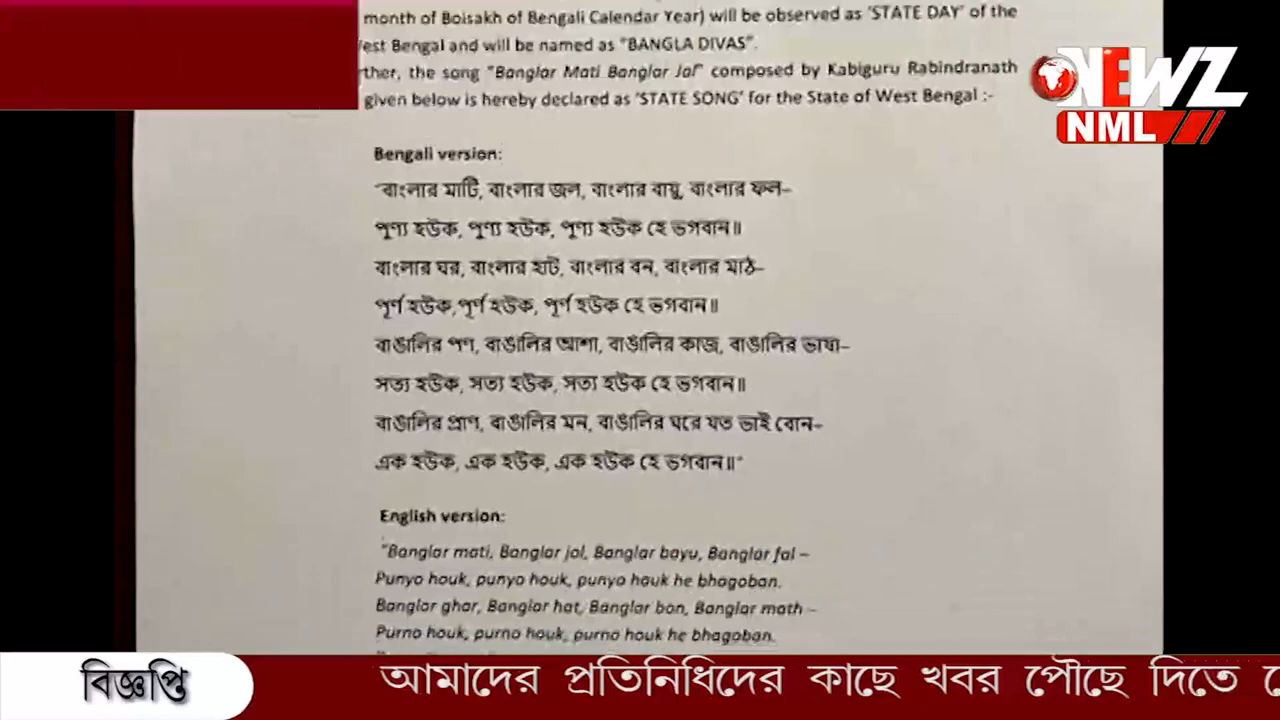 month of Boisakh of Bengali Calendar Year) will be observed as 'STATE DAY' of the
est Bengal and will be named as "BANGLA DIVAS".
ther, the song "Banglar Mati Banglar Jal" composed by Kabiguru Rabindranath
given below is hereby declared as 'STATE SONG' for the State of West Bengal :-
NEWZ
NML
Bengali version:
"বাংলার মাটি, বাংলার জল, বাংলার বায়ু, বাংলার ফল–
পুণ্য হউক, পুণ্য হউক, পুণ্য হউক হে ভগবান॥
বাংলার ঘর, বাংলার হাট, বাংলার বন, বাংলার মাঠ–
পূর্ণ হউক,পূর্ণ হউক, পূর্ণ হউক হে ভগবান॥
বাঙালির পণ, বাঙালির আশা, বাঙালির কাজ, বাঙালির ভাষা–
সত্য হউক, সত্য হউক, সত্য হউক হে ভগবান॥
বাঙালির প্রাণ, বাঙালির মন, বাঙালির ঘরে যত ভাই বোন–
এক হউক, এক হউক, এক হউক হে ভগবান॥"
English version:
"Banglar mati, Banglar jol, Banglar bayu, Banglar fal –
Punyo houk, punyo houk, punyo houk he bhagoban.
Banglar ghar, Banglar hat, Banglar bon, Banglar math –
Purno houk, purno houk, purno houk he bhagoban.
বিজ্ঞপ্তি
আমাদের প্রতিনিধিদের কাছে খবর পৌছে দিতে